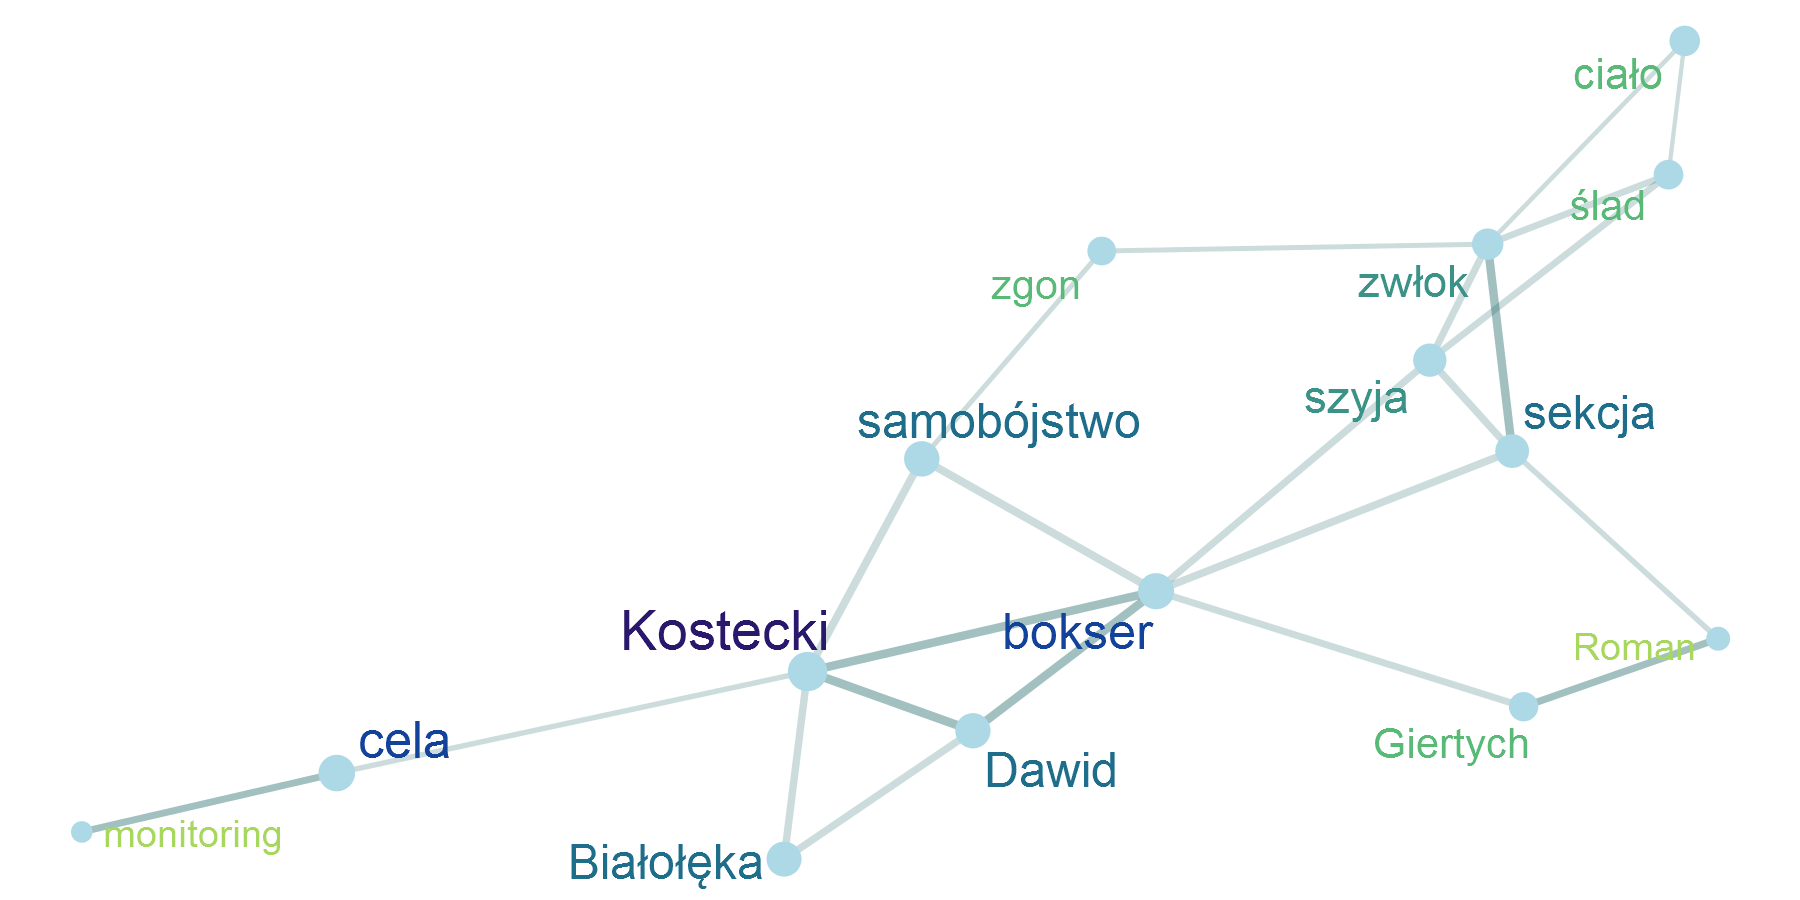 ciało
ślad
zgon
zwłok
szyja
samobójstwo
sekcja
Kostecki
bokser
Roman
cela
Giertych
Dawid
monitoring
Białołęka